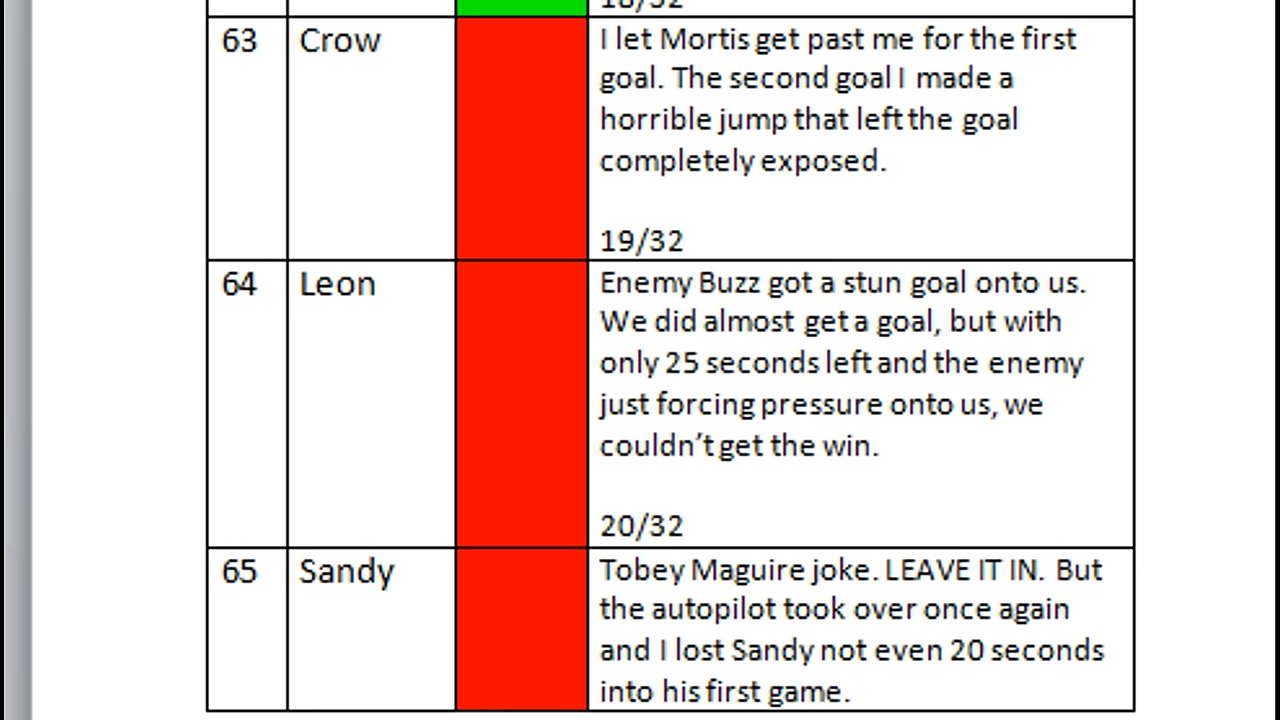 18/32
63 Crow I let Mortis get past me for the first
goal. The second goal I made a
horrible jump that left the goal
completely exposed.
19/32
64 Leon Enemy Buzz got a stun goal onto us.
We did almost get a goal, but with
only 25 seconds left and the enemy
just forcing pressure onto us, we
couldn’t get the win.
20/32
65 Sandy Tobey Maguire joke. LEAVE IT IN. But
the autopilot took over once again
and I lost Sandy not even 20 seconds
into his first game.